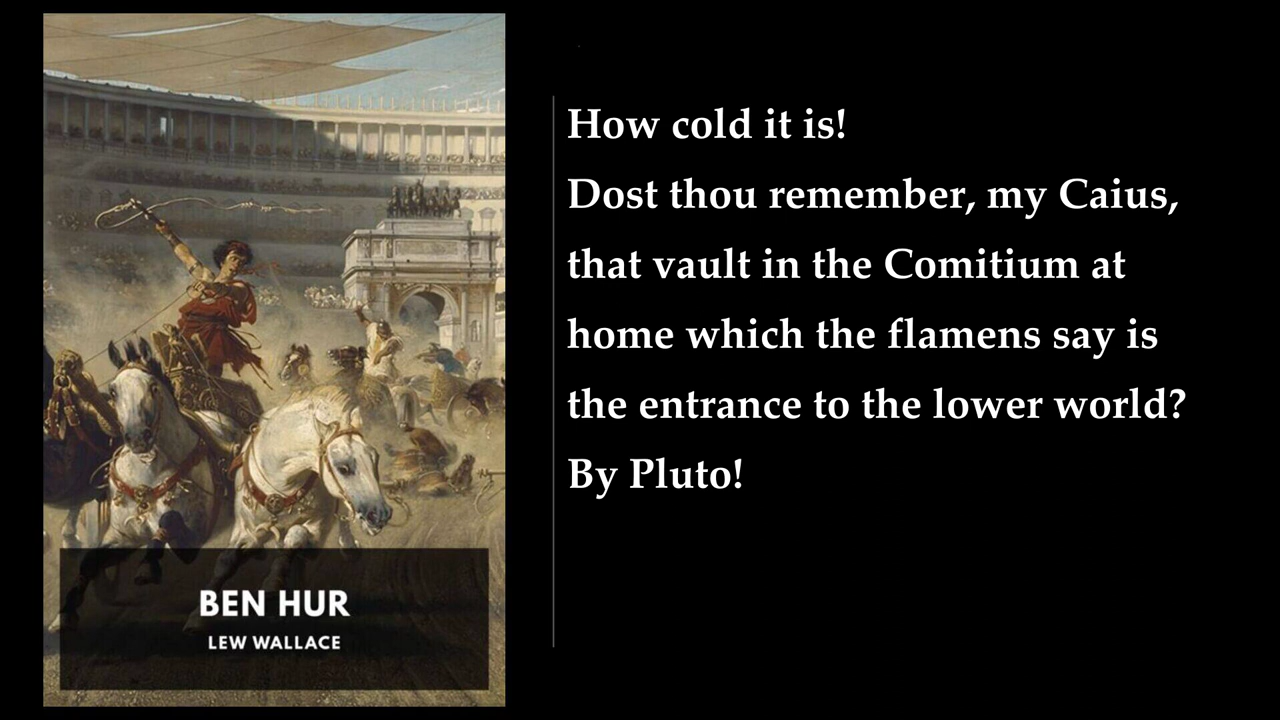 How cold it is!
Dost thou remember, my Caius,
that vault in the Comitium at
home which the flamens say is
the entrance to the lower world?
By Pluto!
BEN HUR
LEW WALLACE